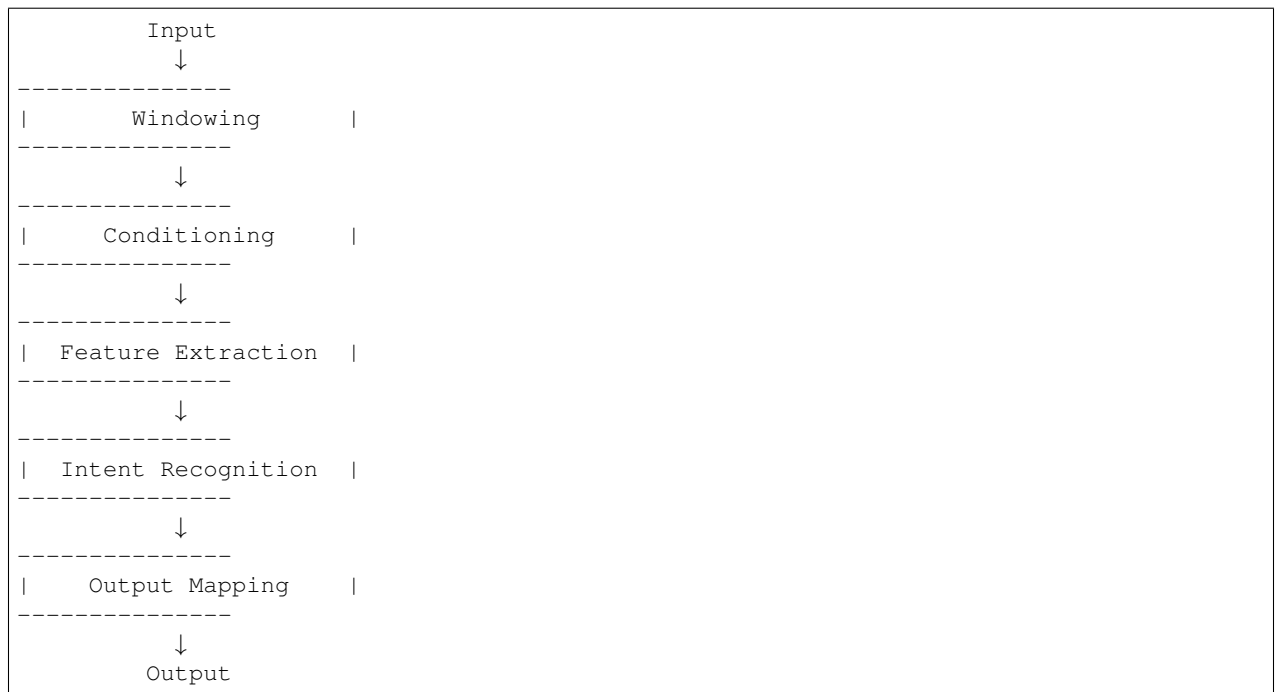 Input
↓
---------------
| Windowing |
---------------
↓
---------------
| Conditioning |
---------------
↓
---------------
| Feature Extraction |
---------------
↓
---------------
| Intent Recognition |
---------------
↓
---------------
| Output Mapping |
---------------
↓
Output